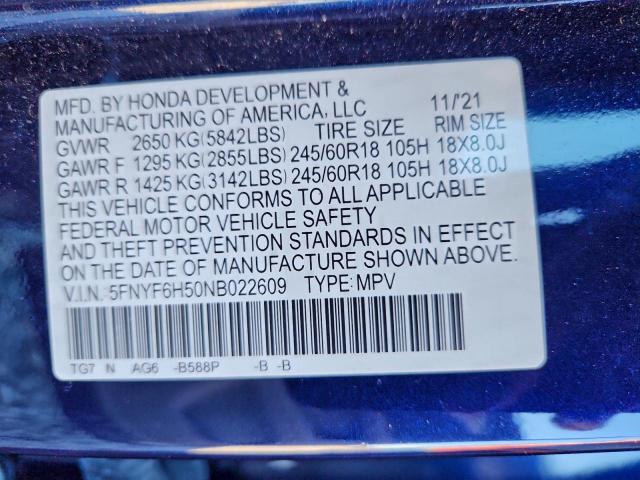 MFD. BY HONDA DEVELOPMENT &
MANUFACTURING OF AMERICA, LLC 11/'21
GVWR 2650 KG(5842LBS) TIRE SIZE RIM SIZE
GAWR F 1295 KG(2855LBS) 245/60R18 105H 18X8.0J
GAWR R 1425 KG(3142LBS) 245/60R18 105H 18X8.0J
THIS VEHICLE CONFORMS TO ALL APPLICABLE
FEDERAL MOTOR VEHICLE SAFETY
AND THEFT PREVENTION STANDARDS IN EFFECT
ON THE DATE OF MANUFACTURE SHOWN ABOVE.
V.I.N. 5FNYF6H50NB022609 TYPE: MPV
TG7 N AG6 -B588P -B -B